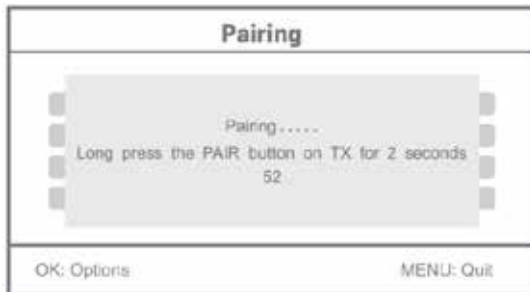 Pairing
Pairing.....
Long press the PAIR button on TX for 2 seconds
52
OK: Options
MENU: Quit